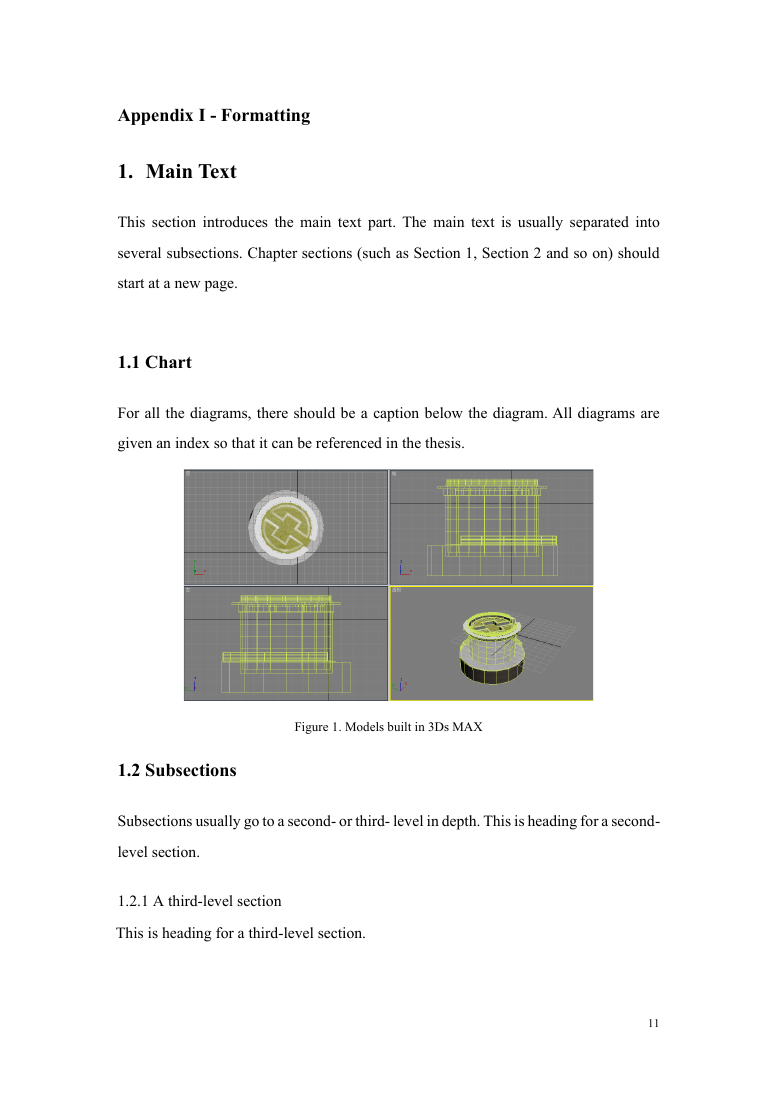 Appendix I - Formatting
1. Main Text
This section introduces the main text part. The main text is usually separated into
several subsections. Chapter sections (such as Section 1, Section 2 and so on) should
start at a new page.
1.1 Chart
For all the diagrams, there should be a caption below the diagram. All diagrams are
given an index so that it can be referenced in the thesis.
Figure 1. Models built in 3Ds MAX
1.2 Subsections
Subsections usually go to a second- or third- level in depth. This is heading for a second-
level section.
1.2.1 A third-level section
This is heading for a third-level section.
11